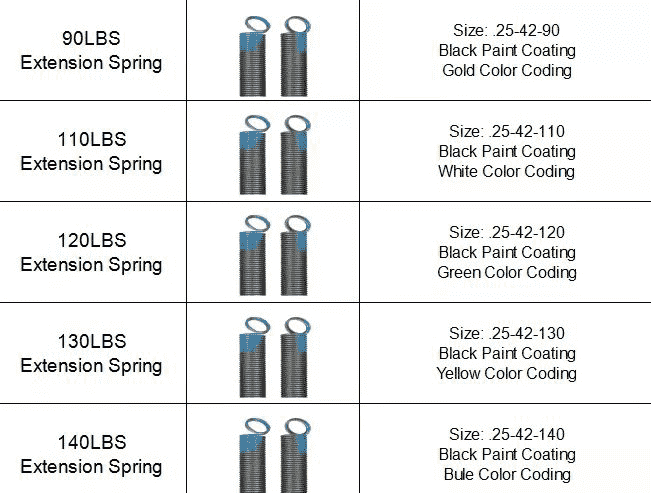 90LBS
Extension Spring
Size: .25-42-90
Black Paint Coating
Gold Color Coding
110LBS
Extension Spring
Size: .25-42-110
Black Paint Coating
White Color Coding
120LBS
Extension Spring
Size: .25-42-120
Black Paint Coating
Green Color Coding
130LBS
Extension Spring
Size: .25-42-130
Black Paint Coating
Yellow Color Coding
140LBS
Extension Spring
Size: .25-42-140
Black Paint Coating
Bule Color Coding